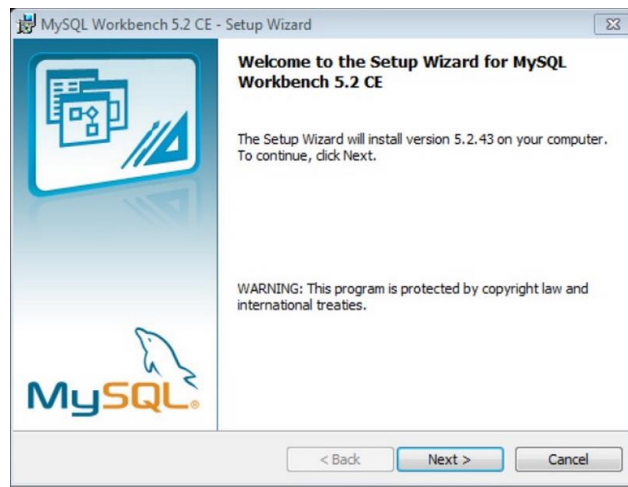 MySQL Workbench 5.2 CE - Setup Wizard
Welcome to the Setup Wizard for MySQL
Workbench 5.2 CE
The Setup Wizard will install version 5.2.43 on your computer.
To continue, click Next.
WARNING: This program is protected by copyright law and
international treaties.
MySQL®
< Back
Next >
Cancel